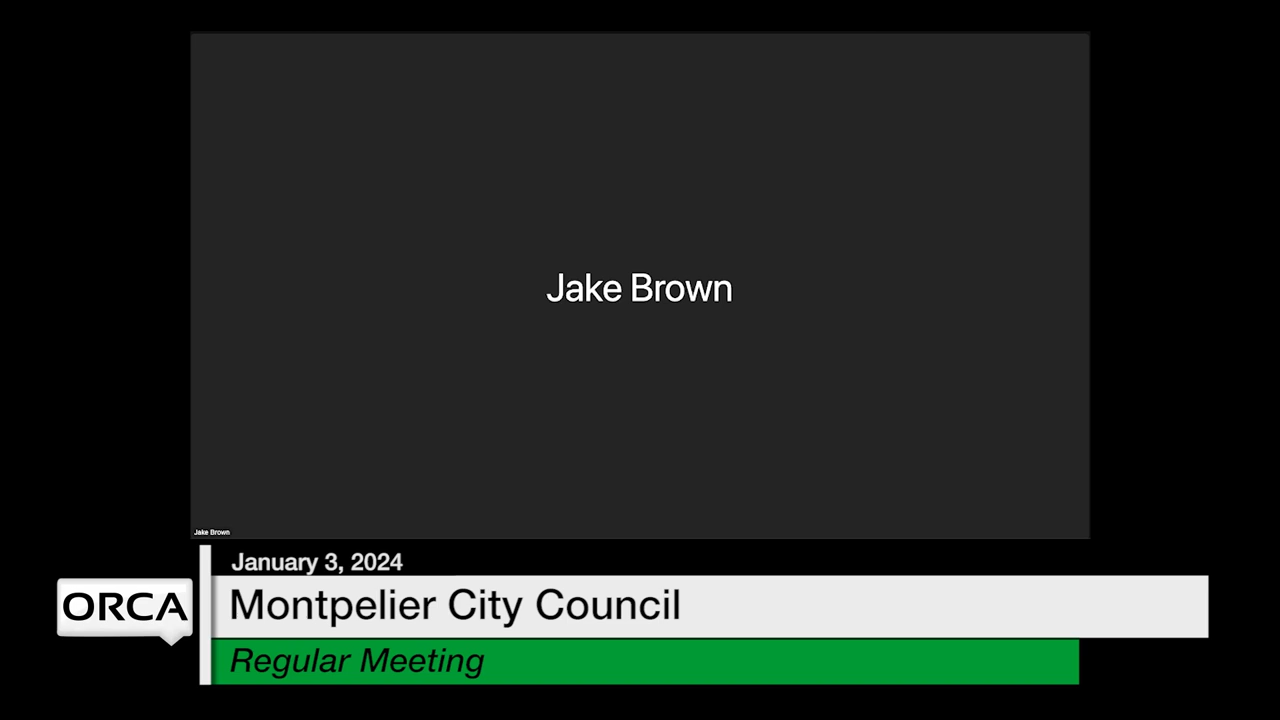 Jake Brown
Jake Brown
January 3, 2024
ORCA
Montpelier City Council
Regular Meeting